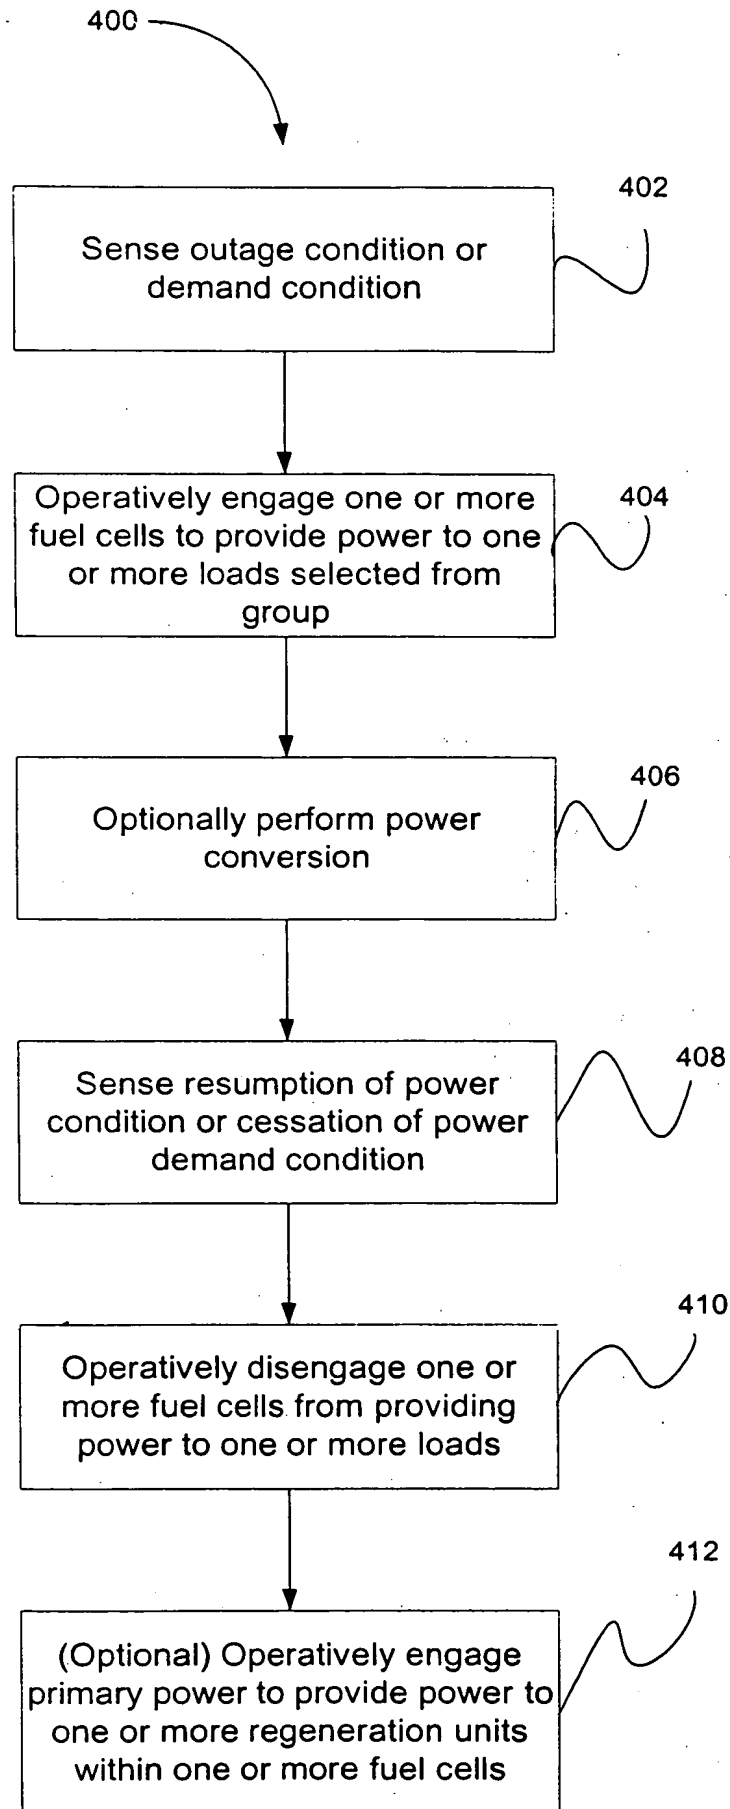 400
402
Sense outage condition or
demand condition
404
Operatively engage one or more
fuel cells to provide power to one
or more loads selected from
group
406
Optionally perform power
conversion
408
Sense resumption of power
condition or cessation of power
demand condition
410
Operatively disengage one or
more fuel cells from providing
power to one or more loads
412
(Optional) Operatively engage
primary power to provide power to
one or more regeneration units
within one or more fuel cells